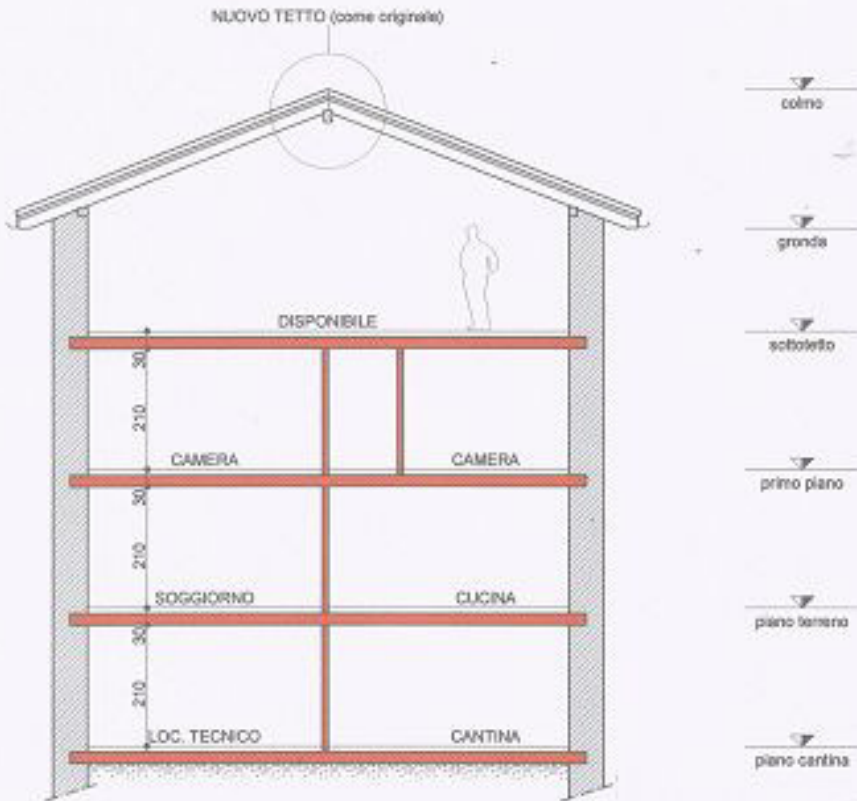 NUOVO TETTO (come originale)
colmo
gronda
DISPONIBILE
sottotetto
30
210
CAMERA
CAMERA
primo piano
30
210
SOGGIORNO
CUCINA
piano terreno
30
210
LOC. TECNICO
CANTINA
piano cantina